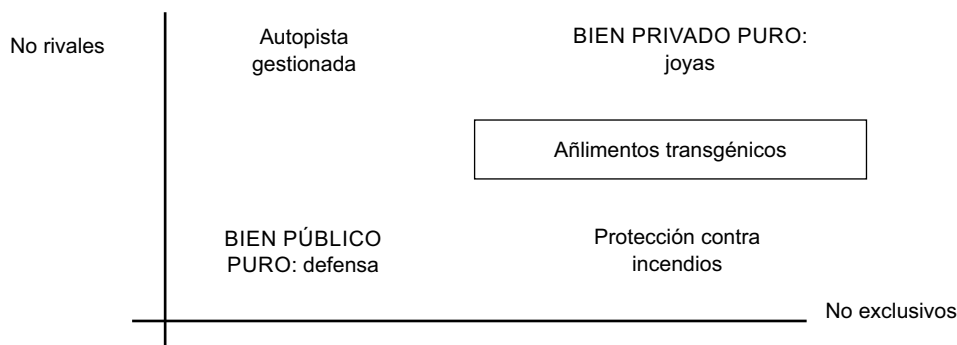 No rivales
Autopista
gestionada
BIEN PRIVADO PURO:
joyas
Añlimentos transgénicos
BIEN PÚBLICO
PURO: defensa
Protección contra
incendios
No exclusivos